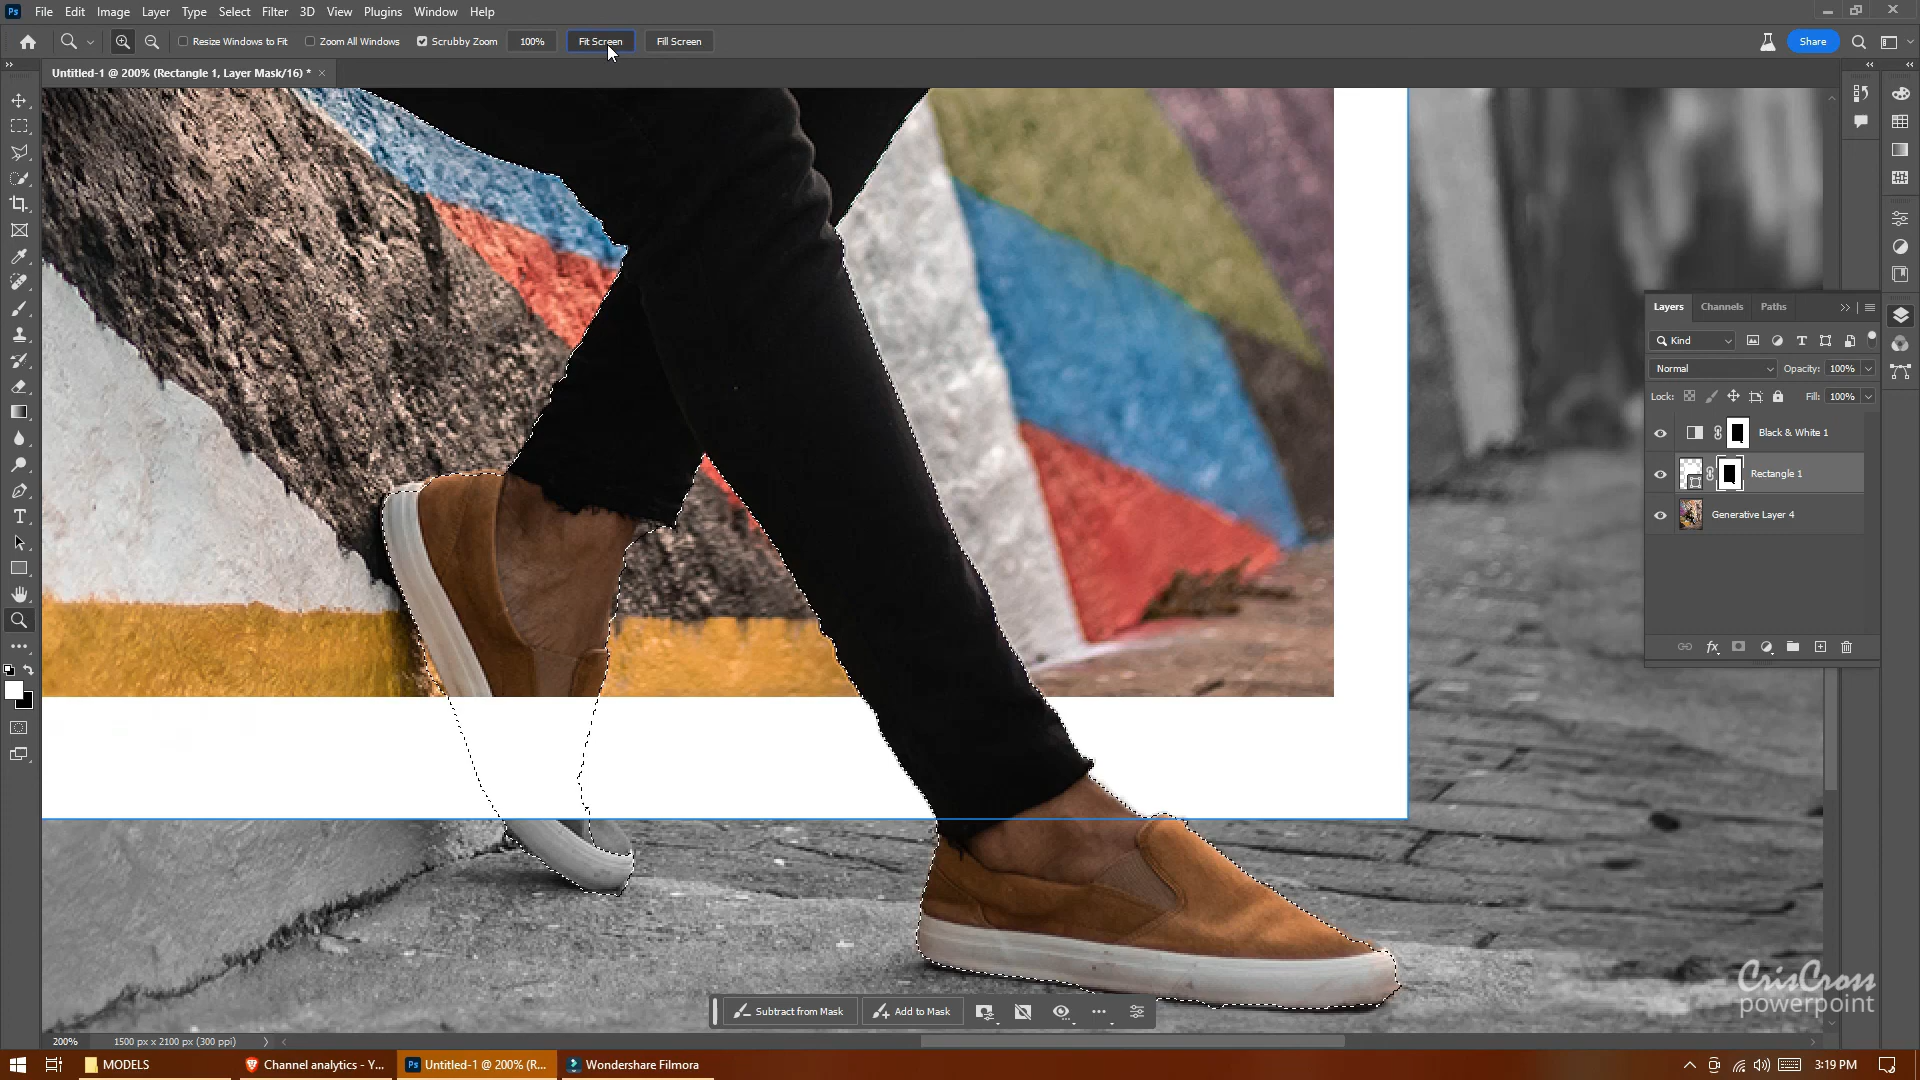 Ps File Edit Image Layer Type Select Filter 3D View Plugins Window Help
Resize Windows to Fit Zoom All Windows Scrubby Zoom 100% Fit Screen Fill Screen Share
Untitled-1 @ 200% (Rectangle 1, Layer Mask/16) * ×
Layers Channels Paths
Kind
Normal Opacity: 100%
Lock: Fill: 100%
Black & White 1
Rectangle 1
Generative Layer 4
fx
CrisCross
powerpoint
Subtract from Mask Add to Mask
200% 1500 px x 2100 px (300 ppi)
MODELS Channel analytics - Y... Ps Untitled-1 @ 200% (R... Wondershare Filmora 3:19 PM